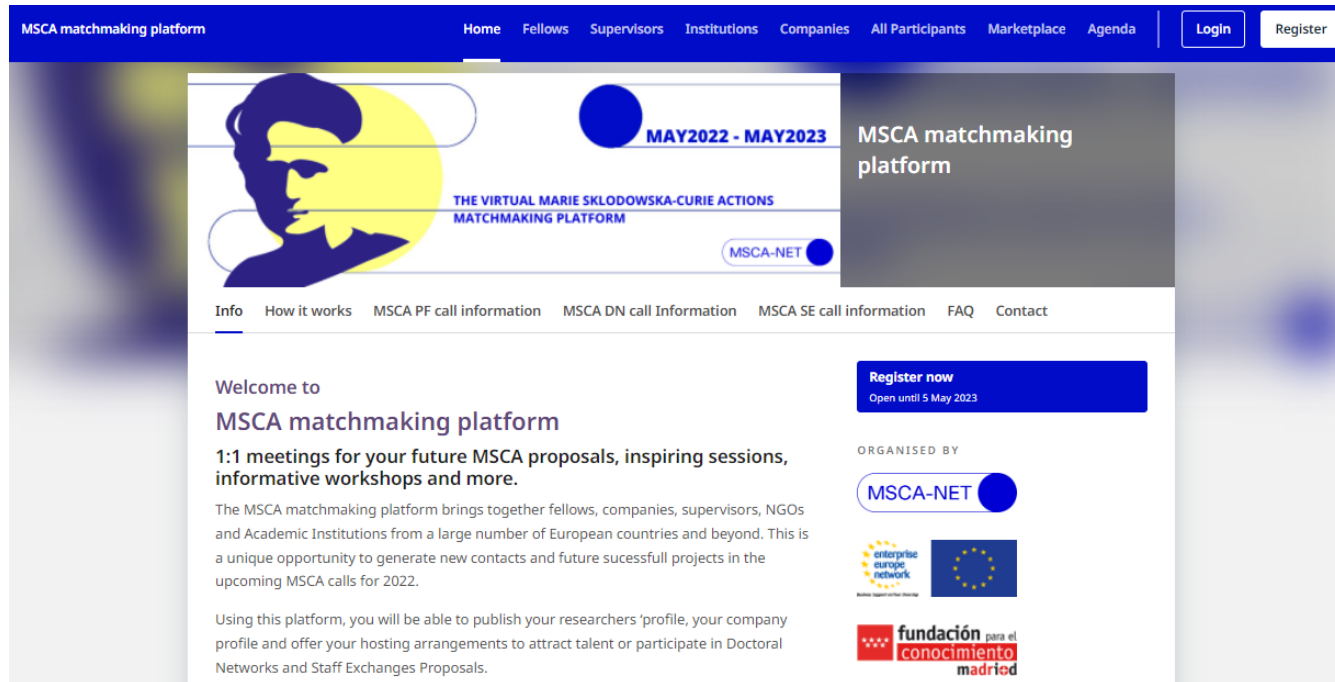 MSCA matchmaking platform
Home Fellows Supervisors Institutions Companies All Participants Marketplace Agenda Login Register
MAY2022 - MAY2023
THE VIRTUAL MARIE SKLODOWSKA-CURIE ACTIONS
MATCHMAKING PLATFORM
MSCA-NET
MSCA matchmaking
platform
Info How it works MSCA PF call information MSCA DN call Information MSCA SE call information FAQ Contact
Welcome to
MSCA matchmaking platform
1:1 meetings for your future MSCA proposals, inspiring sessions,
informative workshops and more.
The MSCA matchmaking platform brings together fellows, companies, supervisors, NGOs
and Academic Institutions from a large number of European countries and beyond. This is
a unique opportunity to generate new contacts and future sucessfull projects in the
upcoming MSCA calls for 2022.
Using this platform, you will be able to publish your researchers 'profile, your company
profile and offer your hosting arrangements to attract talent or participate in Doctoral
Networks and Staff Exchanges Proposals.
Register now
Open until 5 May 2023
ORGANISED BY
MSCA-NET
enterprise
europe
network
fundación para el
conocimiento
madrid